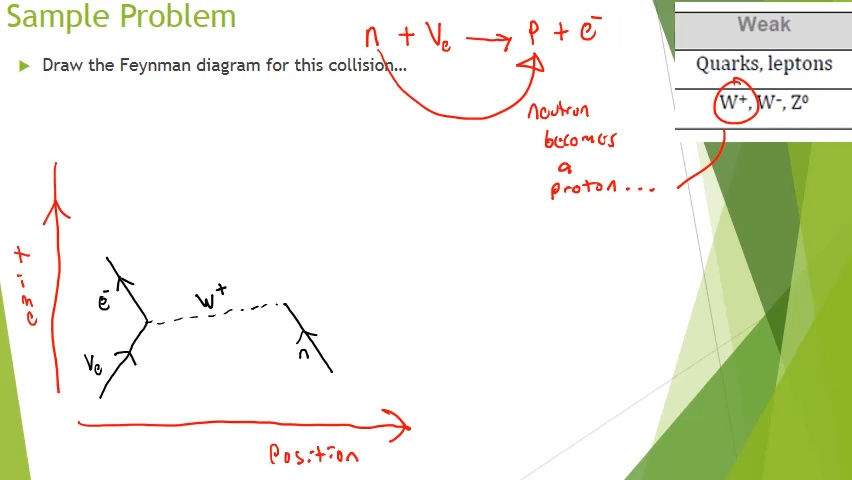 Sample Problem
n + Ve → P + e⁻
Draw the Feynman diagram for this collision...
Weak
Quarks, leptons
W⁺, W⁻, Z⁰
neutron
becomes
a
proton...
time
e⁻
W⁺
Ve
n
Position